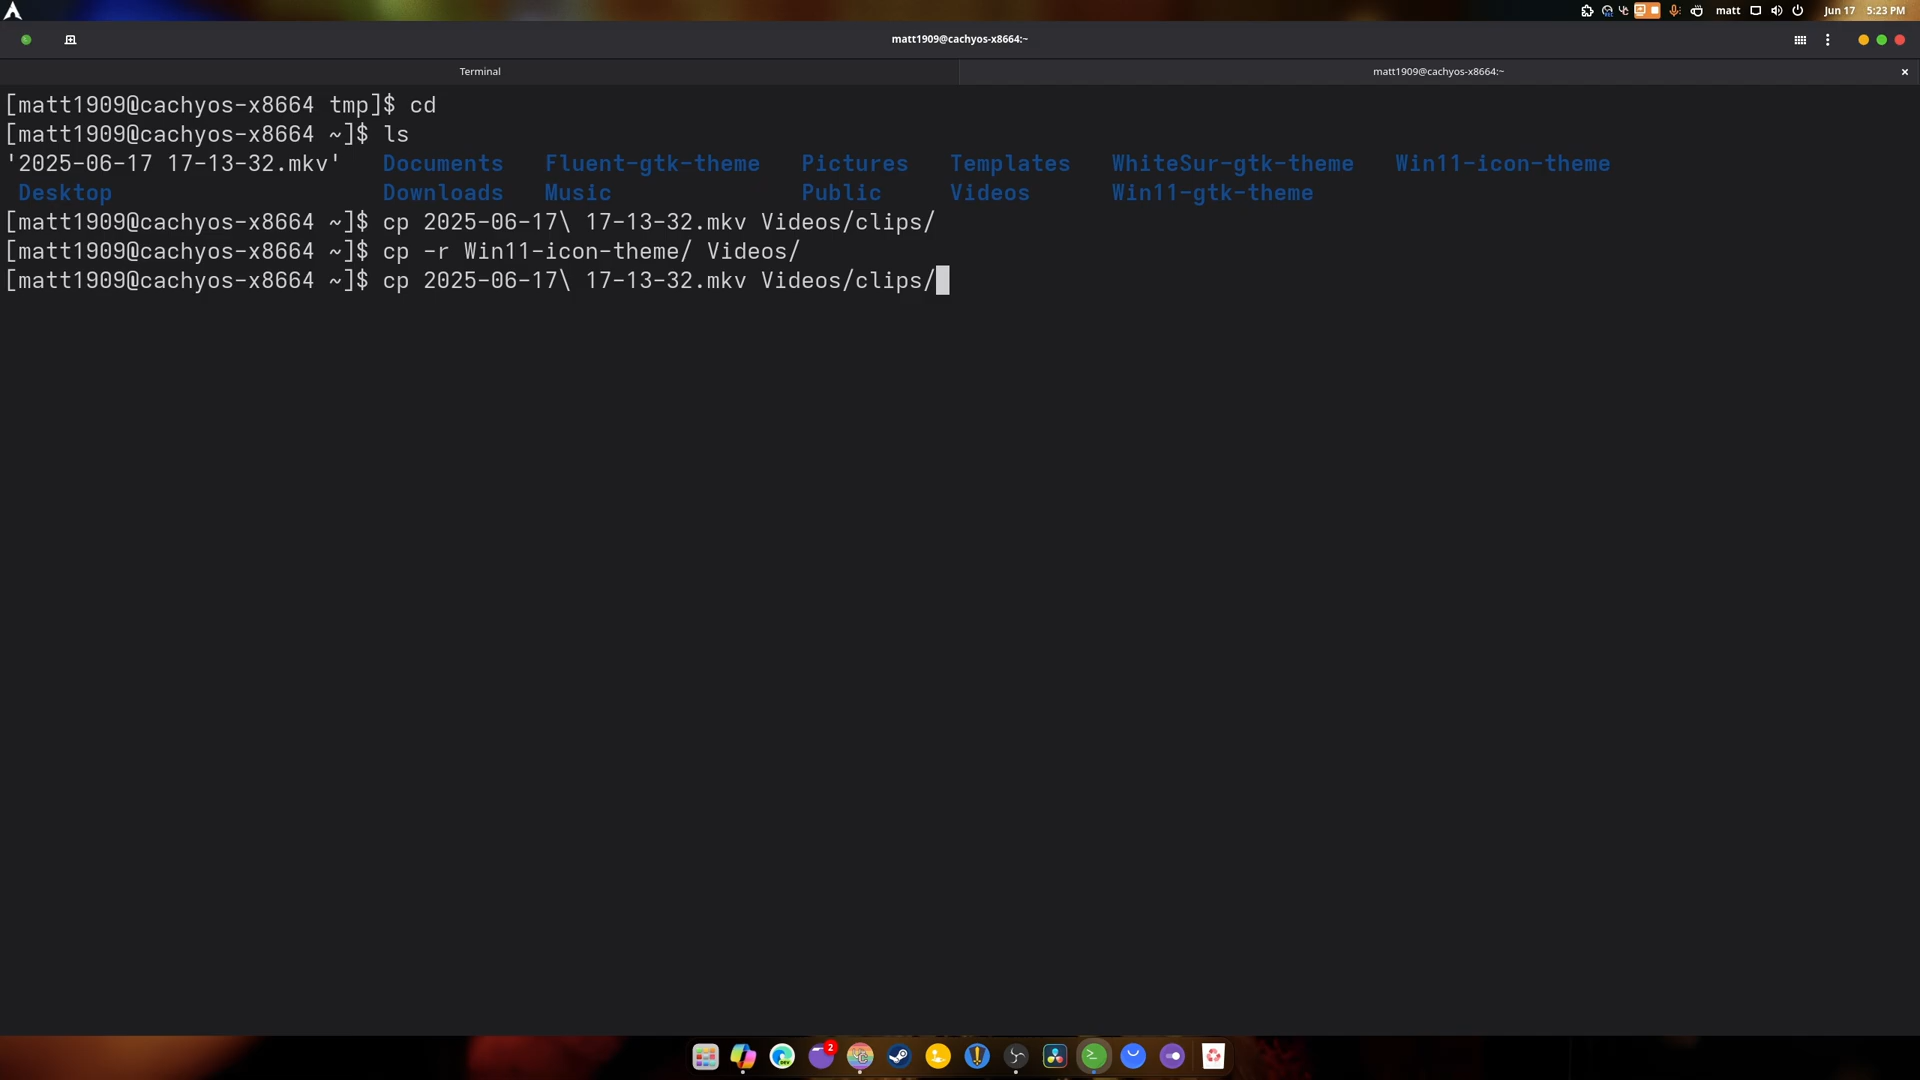 matt Jun 17 5:23 PM
matt1909@cachyos-x8664:~
Terminal matt1909@cachyos-x8664:~
[matt1909@cachyos-x8664 tmp]$ cd
[matt1909@cachyos-x8664 ~]$ ls
'2025-06-17 17-13-32.mkv' Documents Fluent-gtk-theme Pictures Templates WhiteSur-gtk-theme Win11-icon-theme
Desktop Downloads Music Public Videos Win11-gtk-theme
[matt1909@cachyos-x8664 ~]$ cp 2025-06-17\ 17-13-32.mkv Videos/clips/
[matt1909@cachyos-x8664 ~]$ cp -r Win11-icon-theme/ Videos/
[matt1909@cachyos-x8664 ~]$ cp 2025-06-17\ 17-13-32.mkv Videos/clips/
2